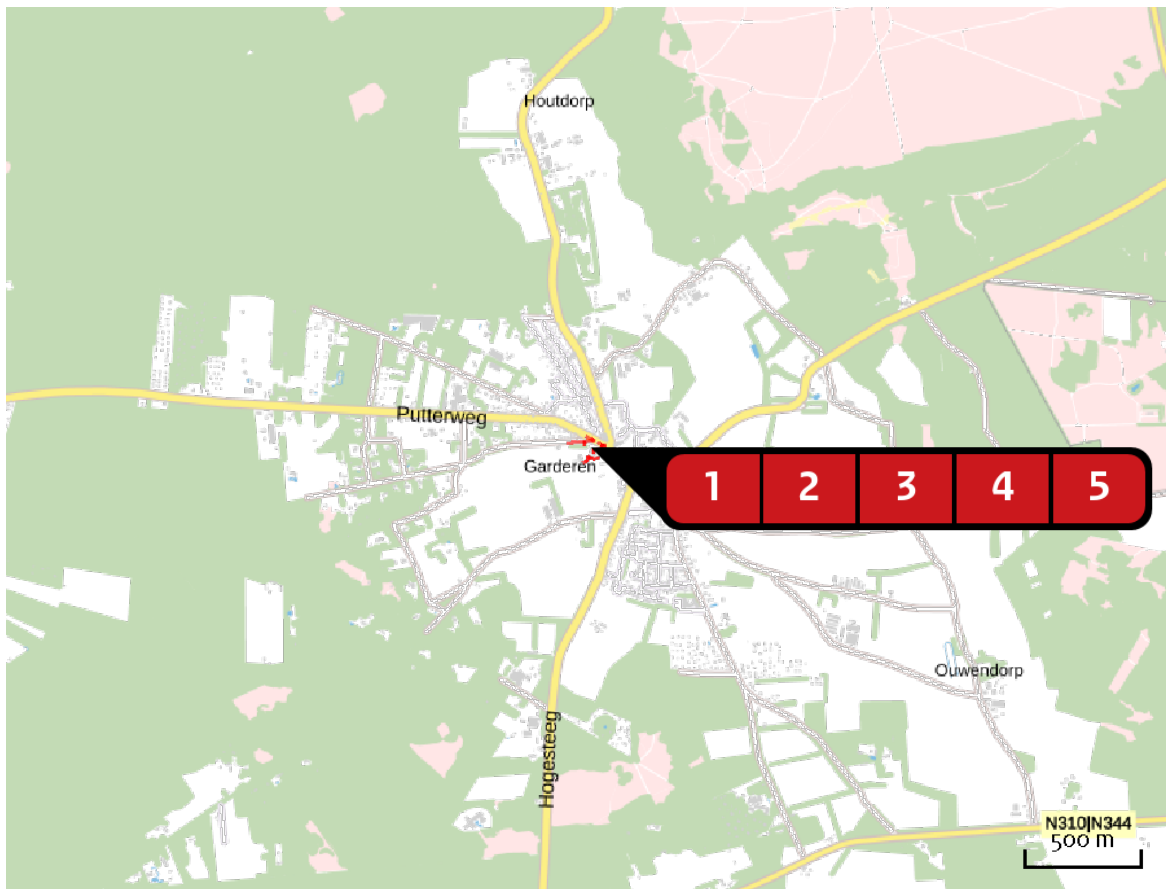 Houtdorp
Putterweg
Garderen
1 2 3 4 5
Ouwendorp
Hogesteeg
N310|N344
500 m